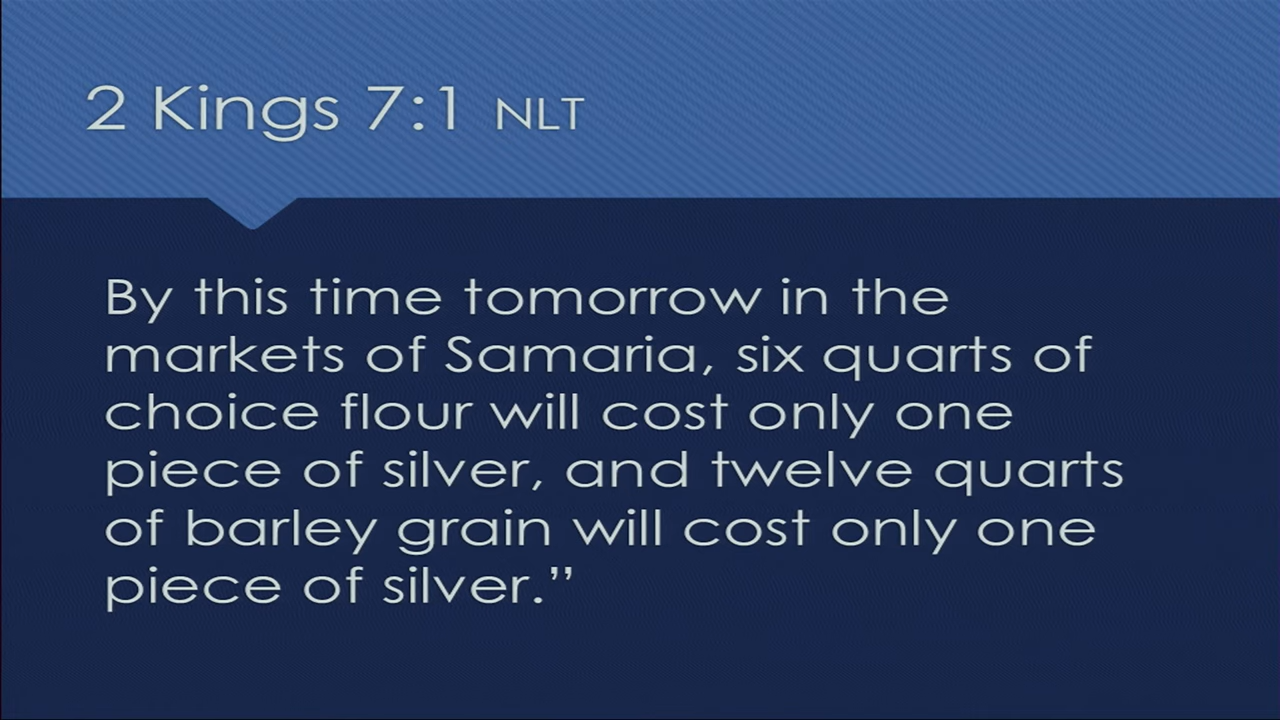 2 Kings 7:1 NLT
By this time tomorrow in the
markets of Samaria, six quarts of
choice flour will cost only one
piece of silver, and twelve quarts
of barley grain will cost only one
piece of silver.”